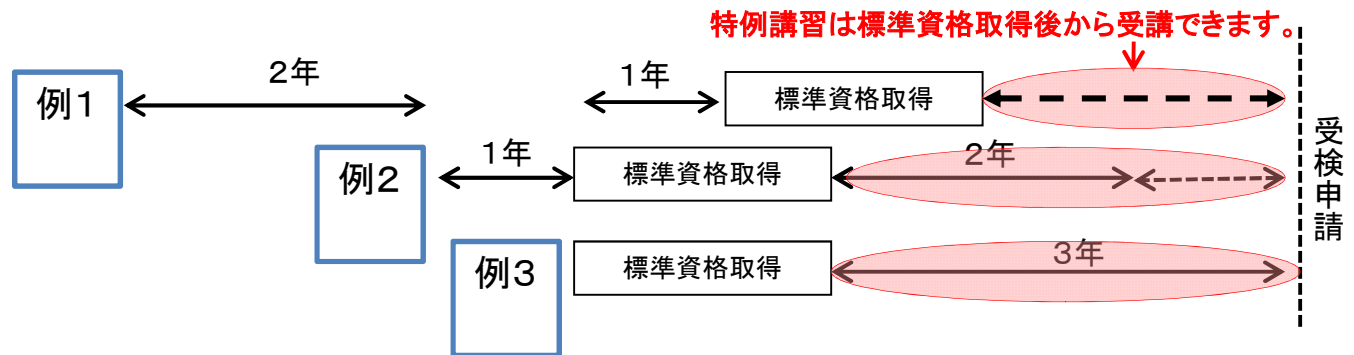 特例講習は標準資格取得後から受講できます。
例１
２年
１年
標準資格取得
例２
１年
標準資格取得
２年
例３
標準資格取得
３年
受検申請